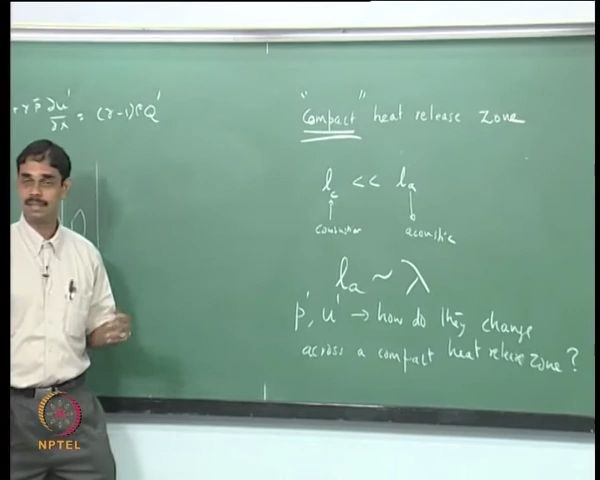 + γ p̄ ∂u'/∂x = (γ-1) ρ̄ Q'
"Compact" heat release zone
l_c << l_a
combustion acoustic
l_a ~ λ
p', u' → how do they change
across a compact heat release zone?
NPTEL